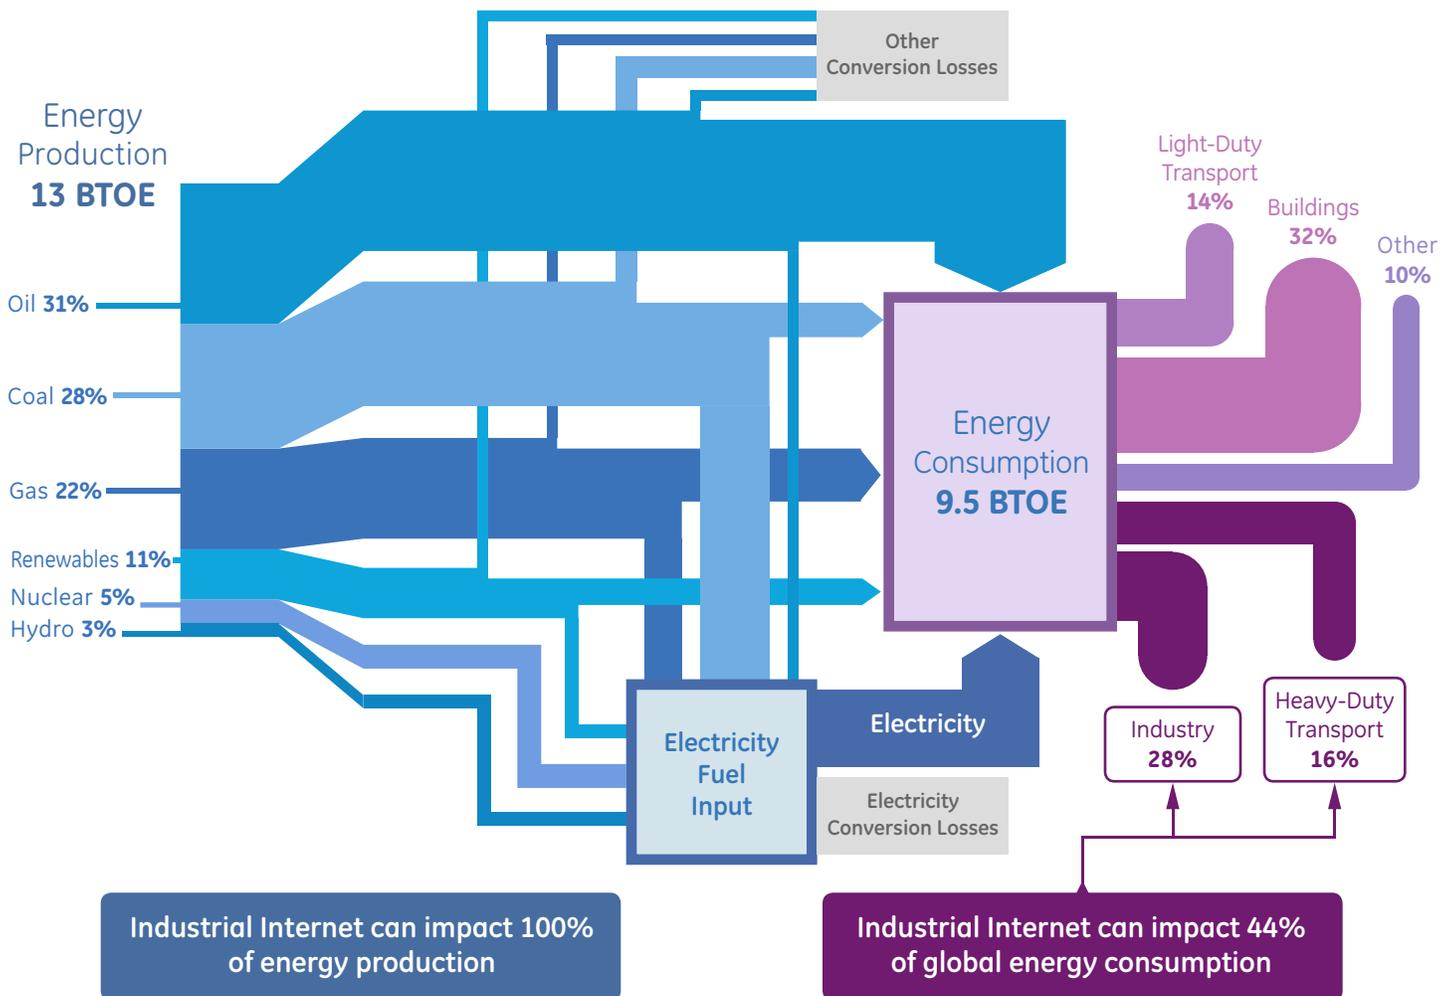 Other
Conversion Losses
Energy
Production
13 BTOE
Light-Duty
Transport
14%
Buildings
32%
Other
10%
Oil 31%
Coal 28%
Gas 22%
Renewables 11%
Nuclear 5%
Hydro 3%
Energy
Consumption
9.5 BTOE
Electricity
Fuel
Input
Electricity
Electricity
Conversion Losses
Industry
28%
Heavy-Duty
Transport
16%
Industrial Internet can impact 100%
of energy production
Industrial Internet can impact 44%
of global energy consumption